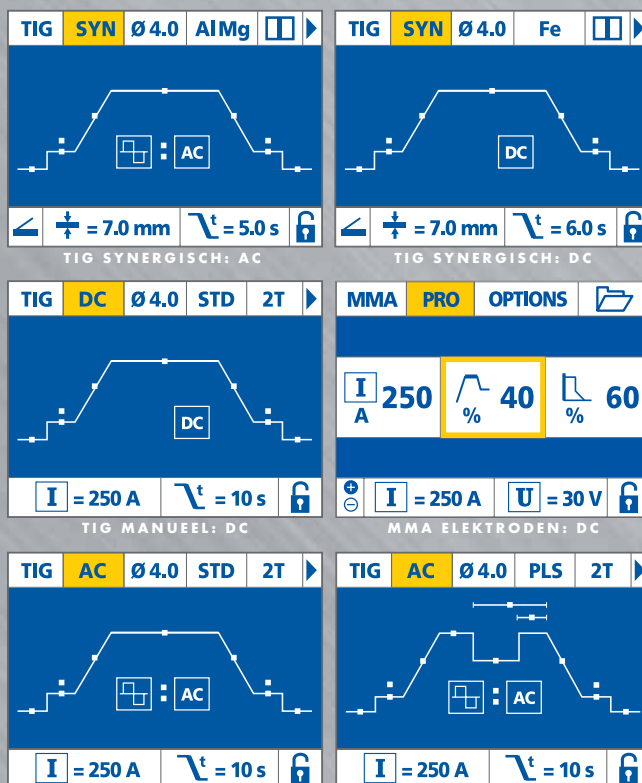 TIG SYN Ø 4.0 AlMg
AC
= 7.0 mm t = 5.0 s
TIG SYNERGISCH: AC
TIG SYN Ø 4.0 Fe
DC
= 7.0 mm t = 6.0 s
TIG SYNERGISCH: DC
TIG DC Ø 4.0 STD 2T
DC
I = 250 A t = 10 s
TIG MANUEEL: DC
MMA PRO OPTIONS
I A 250 % 40 % 60
I = 250 A U = 30 V
MMA ELEKTRODEN: DC
TIG AC Ø 4.0 STD 2T
AC
I = 250 A t = 10 s
TIG AC Ø 4.0 PLS 2T
AC
I = 250 A t = 10 s